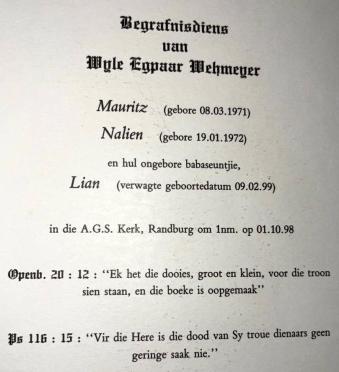 Begrafnisdiens
van
Wyle Egpaar Wehmeyer
Mauritz (gebore 08.03.1971)
Nalien (gebore 19.01.1972)
en hul ongebore babaseuntjie,
Lian (verwagte geboortedatum 09.02.99)
in die A.G.S. Kerk, Randburg om 1nm. op 01.10.98
Openb. 20 : 12 : “Ek het die dooies, groot en klein, voor die troon
sien staan, en die boeke is oopgemaak”
Ps 116 : 15 : “Vir die Here is die dood van Sy troue dienaars geen
geringe saak nie.”